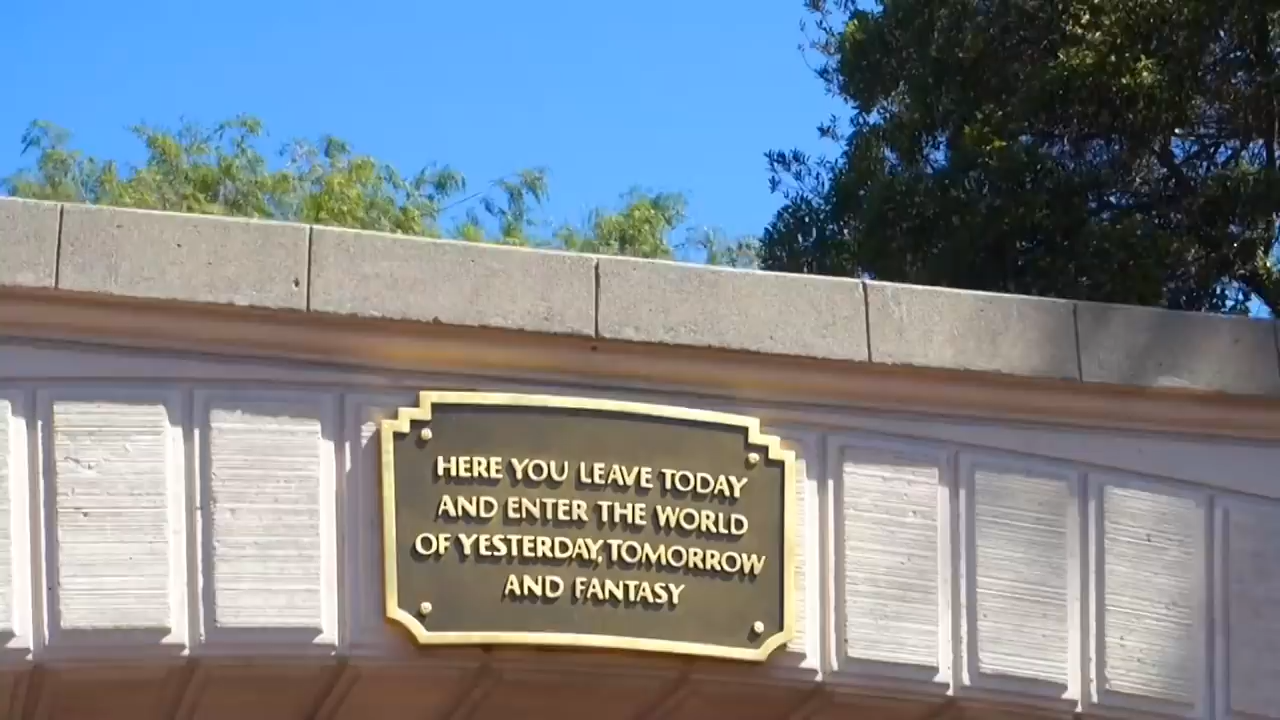 HERE YOU LEAVE TODAY
AND ENTER THE WORLD
OF YESTERDAY, TOMORROW
AND FANTASY